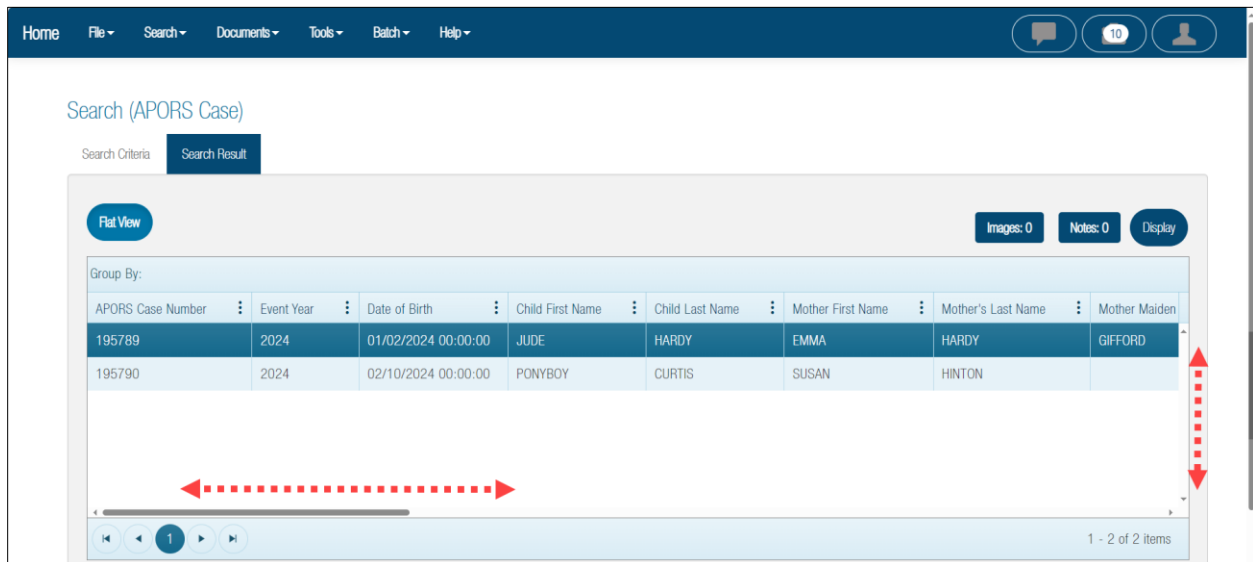 Home File Search Documents Tools Batch Help 10
Search (APORS Case)
Search Criteria Search Result
Flat View Images: 0 Notes: 0 Display
Group By:
APORS Case Number Event Year Date of Birth Child First Name Child Last Name Mother First Name Mother's Last Name Mother Maiden
195789 2024 01/02/2024 00:00:00 JUDE HARDY EMMA HARDY GIFFORD
195790 2024 02/10/2024 00:00:00 PONYBOY CURTIS SUSAN HINTON
1 1 - 2 of 2 items